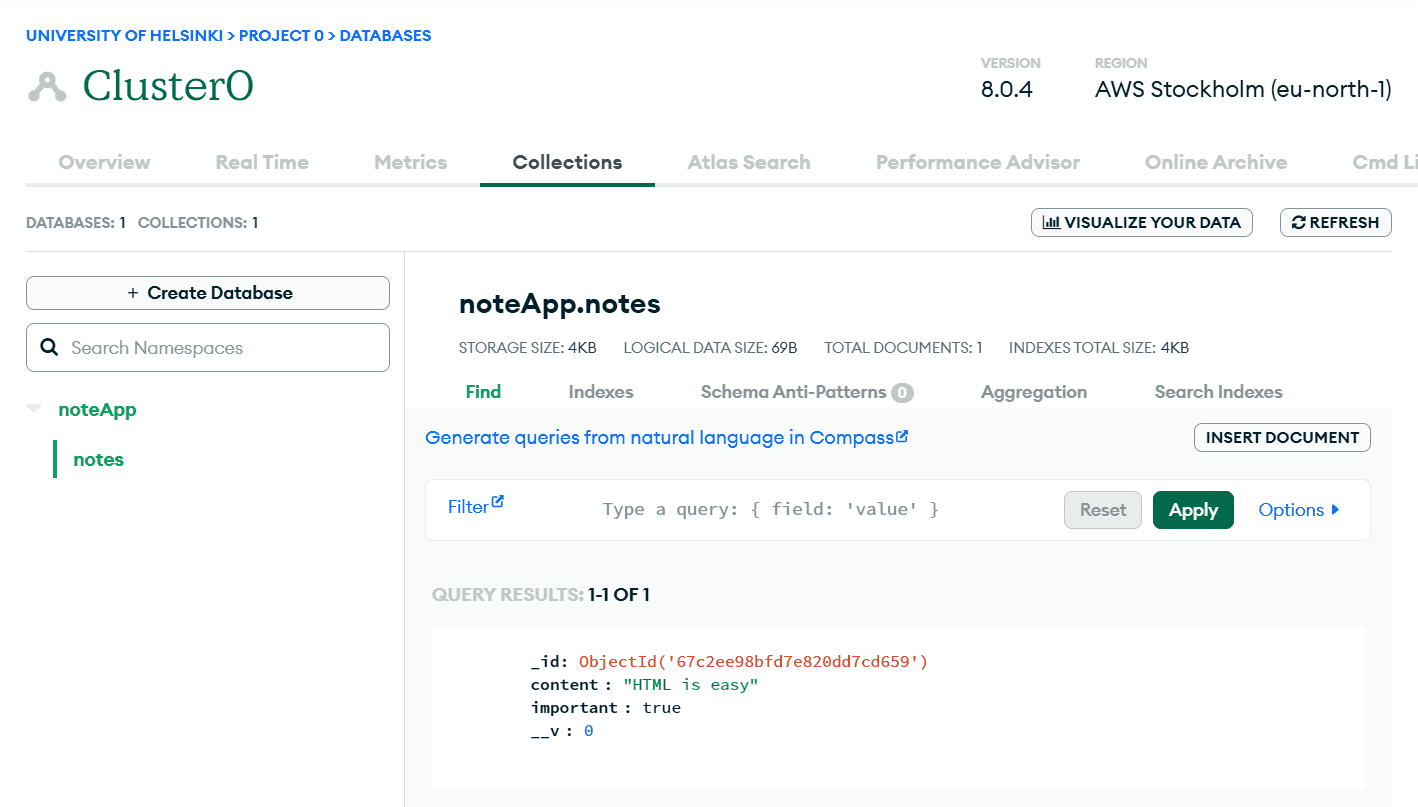 UNIVERSITY OF HELSINKI > PROJECT 0 > DATABASES
Cluster0
VERSION
8.0.4
REGION
AWS Stockholm (eu-north-1)
Overview Real Time Metrics Collections Atlas Search Performance Advisor Online Archive Cmd Li
DATABASES: 1 COLLECTIONS: 1
VISUALIZE YOUR DATA REFRESH
+ Create Database
Search Namespaces
noteApp
notes
noteApp.notes
STORAGE SIZE: 4KB LOGICAL DATA SIZE: 69B TOTAL DOCUMENTS: 1 INDEXES TOTAL SIZE: 4KB
Find Indexes Schema Anti-Patterns 0 Aggregation Search Indexes
Generate queries from natural language in Compass INSERT DOCUMENT
Filter Type a query: { field: 'value' } Reset Apply Options
QUERY RESULTS: 1-1 OF 1
_id: ObjectId('67c2ee98bfd7e820dd7cd659')
content : "HTML is easy"
important : true
__v : 0